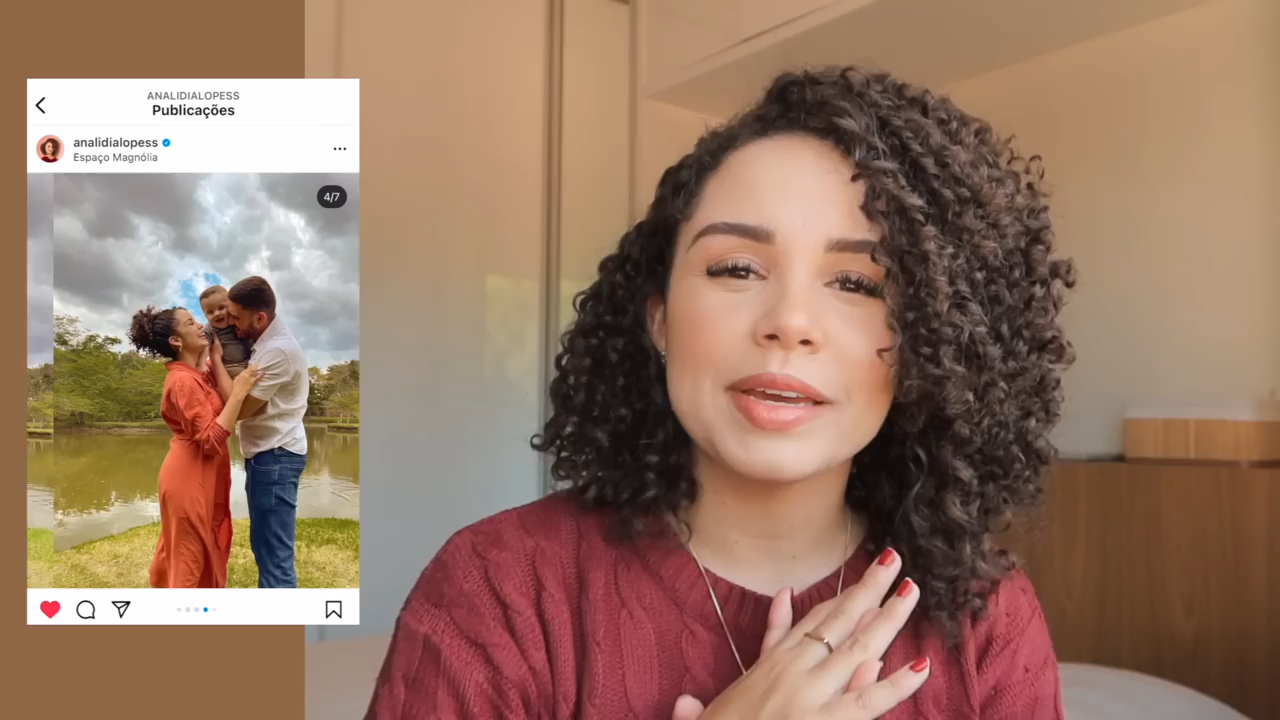 ANALIDIALOPESS
Publicações
analidialopess
Espaço Magnólia
4/7